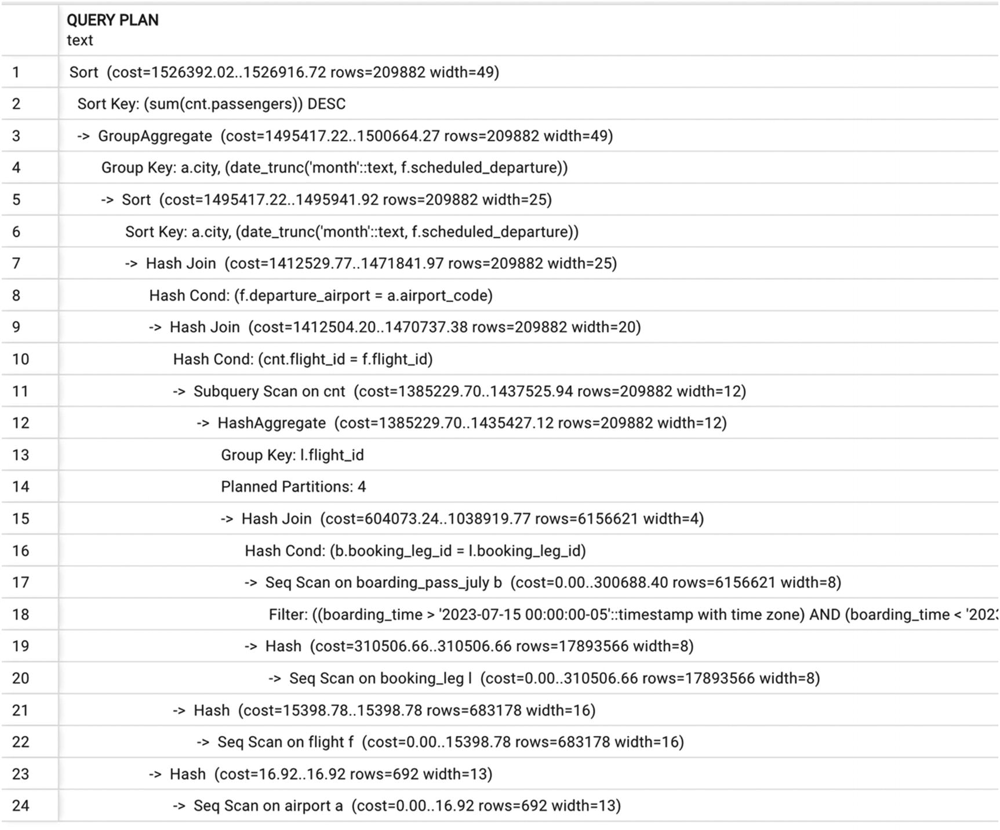 QUERY PLAN
text
1 Sort (cost=1526392.02..1526916.72 rows=209882 width=49)
2 Sort Key: (sum(cnt.passengers)) DESC
3 -> GroupAggregate (cost=1495417.22..1500664.27 rows=209882 width=49)
4 Group Key: a.city, (date_trunc('month'::text, f.scheduled_departure))
5 -> Sort (cost=1495417.22..1495941.92 rows=209882 width=25)
6 Sort Key: a.city, (date_trunc('month'::text, f.scheduled_departure))
7 -> Hash Join (cost=1412529.77..1471841.97 rows=209882 width=25)
8 Hash Cond: (f.departure_airport = a.airport_code)
9 -> Hash Join (cost=1412504.20..1470737.38 rows=209882 width=20)
10 Hash Cond: (cnt.flight_id = f.flight_id)
11 -> Subquery Scan on cnt (cost=1385229.70..1437525.94 rows=209882 width=12)
12 -> HashAggregate (cost=1385229.70..1435427.12 rows=209882 width=12)
13 Group Key: l.flight_id
14 Planned Partitions: 4
15 -> Hash Join (cost=604073.24..1038919.77 rows=6156621 width=4)
16 Hash Cond: (b.booking_leg_id = l.booking_leg_id)
17 -> Seq Scan on boarding_pass_july b (cost=0.00..300688.40 rows=6156621 width=8)
18 Filter: ((boarding_time > '2023-07-15 00:00:00-05'::timestamp with time zone) AND (boarding_time < '2023
19 -> Hash (cost=310506.66..310506.66 rows=17893566 width=8)
20 -> Seq Scan on booking_leg l (cost=0.00..310506.66 rows=17893566 width=8)
21 -> Hash (cost=15398.78..15398.78 rows=683178 width=16)
22 -> Seq Scan on flight f (cost=0.00..15398.78 rows=683178 width=16)
23 -> Hash (cost=16.92..16.92 rows=692 width=13)
24 -> Seq Scan on airport a (cost=0.00..16.92 rows=692 width=13)